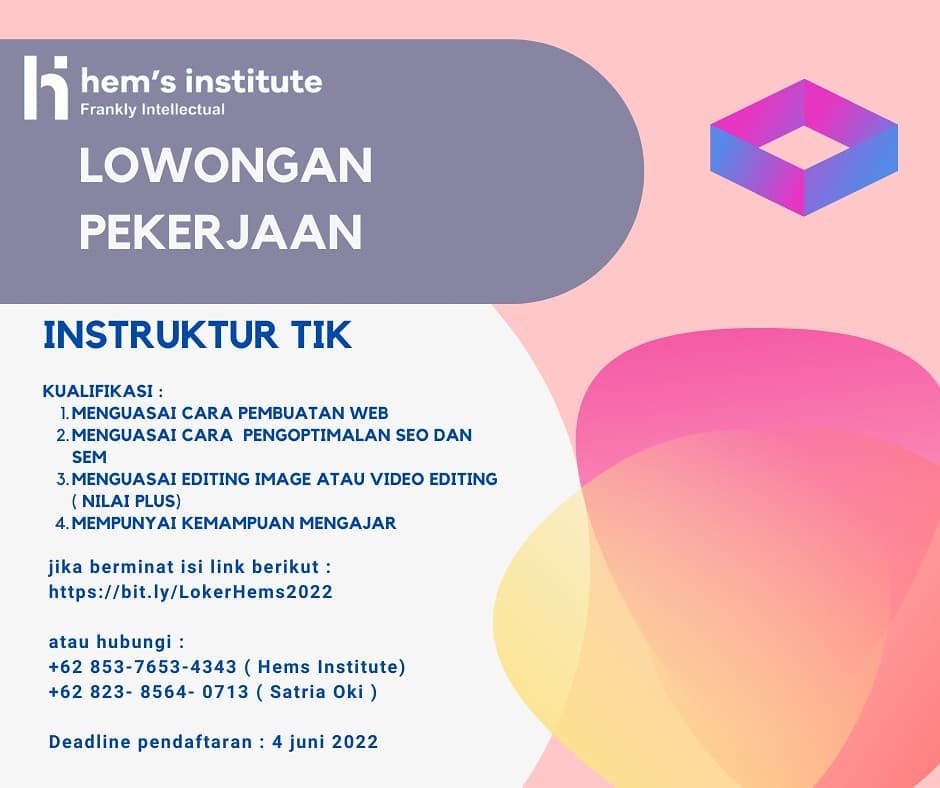 hem's institute
Frankly Intellectual
LOWONGAN
PEKERJAAN
INSTRUKTUR TIK
KUALIFIKASI :
1. MENGUASAI CARA PEMBUATAN WEB
2. MENGUASAI CARA PENGOPTIMALAN SEO DAN
SEM
3. MENGUASAI EDITING IMAGE ATAU VIDEO EDITING
( NILAI PLUS)
4. MEMPUNYAI KEMAMPUAN MENGAJAR
jika berminat isi link berikut :
https://bit.ly/LokerHems2022
atau hubungi :
+62 853-7653-4343 ( Hems Institute)
+62 823- 8564- 0713 ( Satria Oki )
Deadline pendaftaran : 4 juni 2022